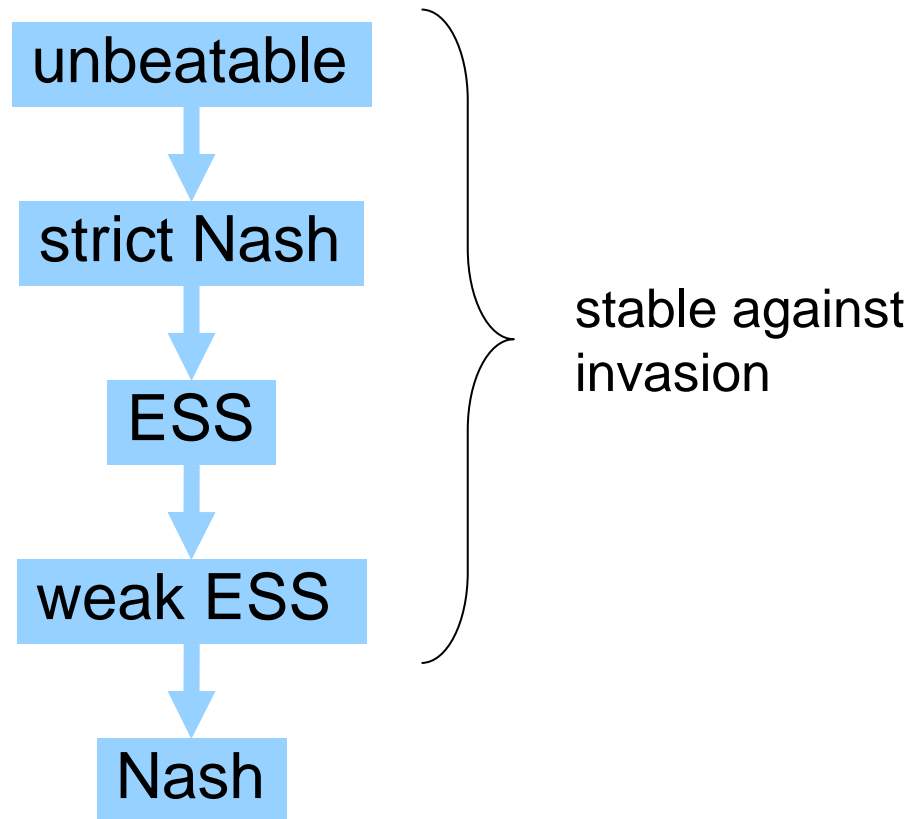 unbeatable
strict Nash
ESS
weak ESS
Nash
stable against
invasion